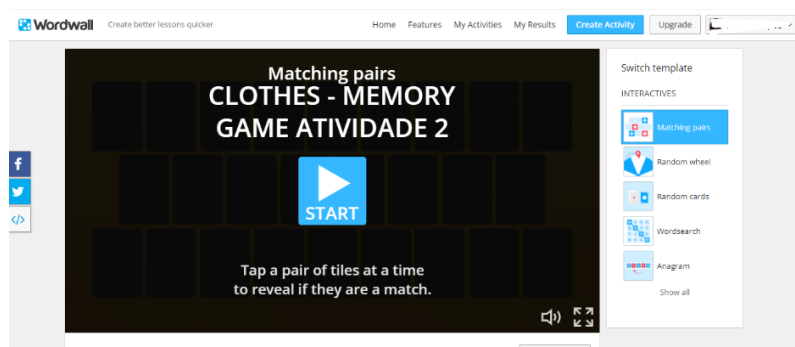 Wordwall
Create better lessons quicker
Home Features My Activities My Results Create Activity Upgrade
Matching pairs
CLOTHES - MEMORY
GAME ATIVIDADE 2
START
Tap a pair of tiles at a time
to reveal if they are a match.
Switch template
INTERACTIVES
Matching pairs
Random wheel
Random cards
Wordsearch
Anagram
Show all